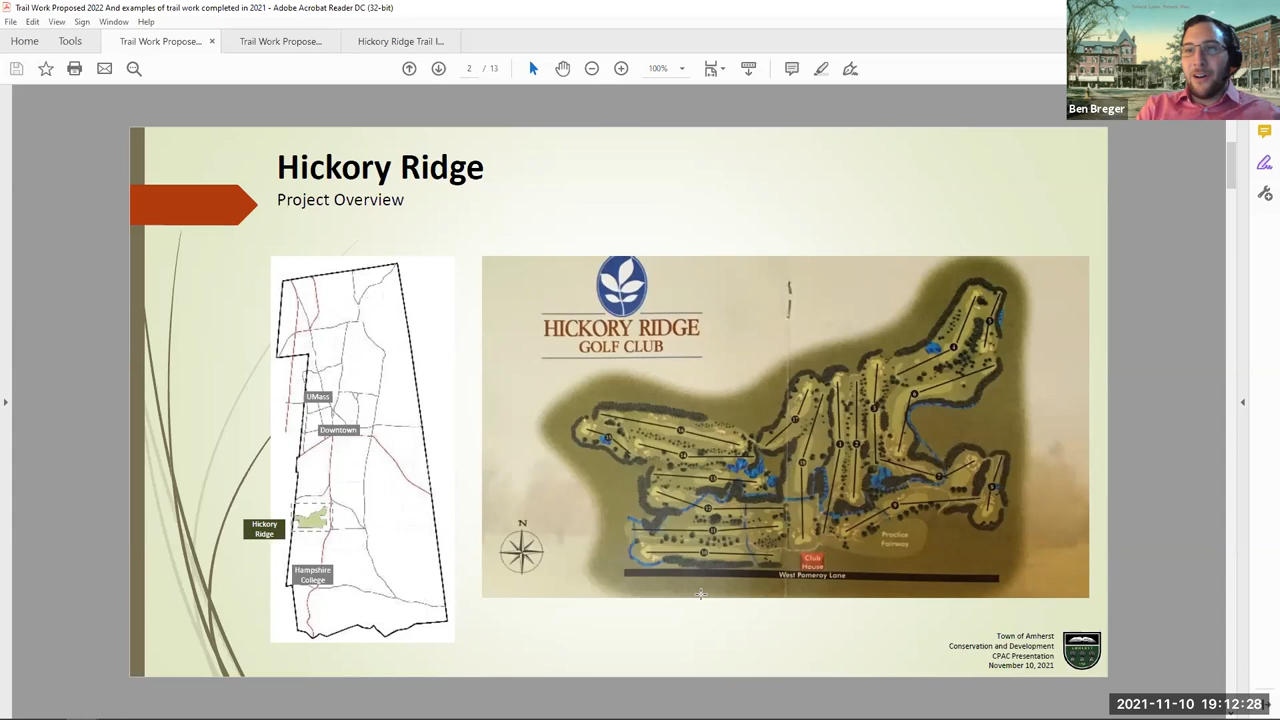 Trail Work Proposed 2022 And examples of trail work completed in 2021 - Adobe Acrobat Reader DC (32-bit)
File Edit View Sign Window Help
Home Tools Trail Work Propose... × Trail Work Propose... Hickory Ridge Trail I...
2 / 13 100%
Ben Breger
Hickory Ridge
Project Overview
HICKORY RIDGE
GOLF CLUB
UMass
Downtown
Hickory
Ridge
Hampshire
College
N
Practice
Fairway
Club
House
West Pomeroy Lane
Town of Amherst
Conservation and Development
CPAC Presentation
November 10, 2021
2021-11-10 19:12:28